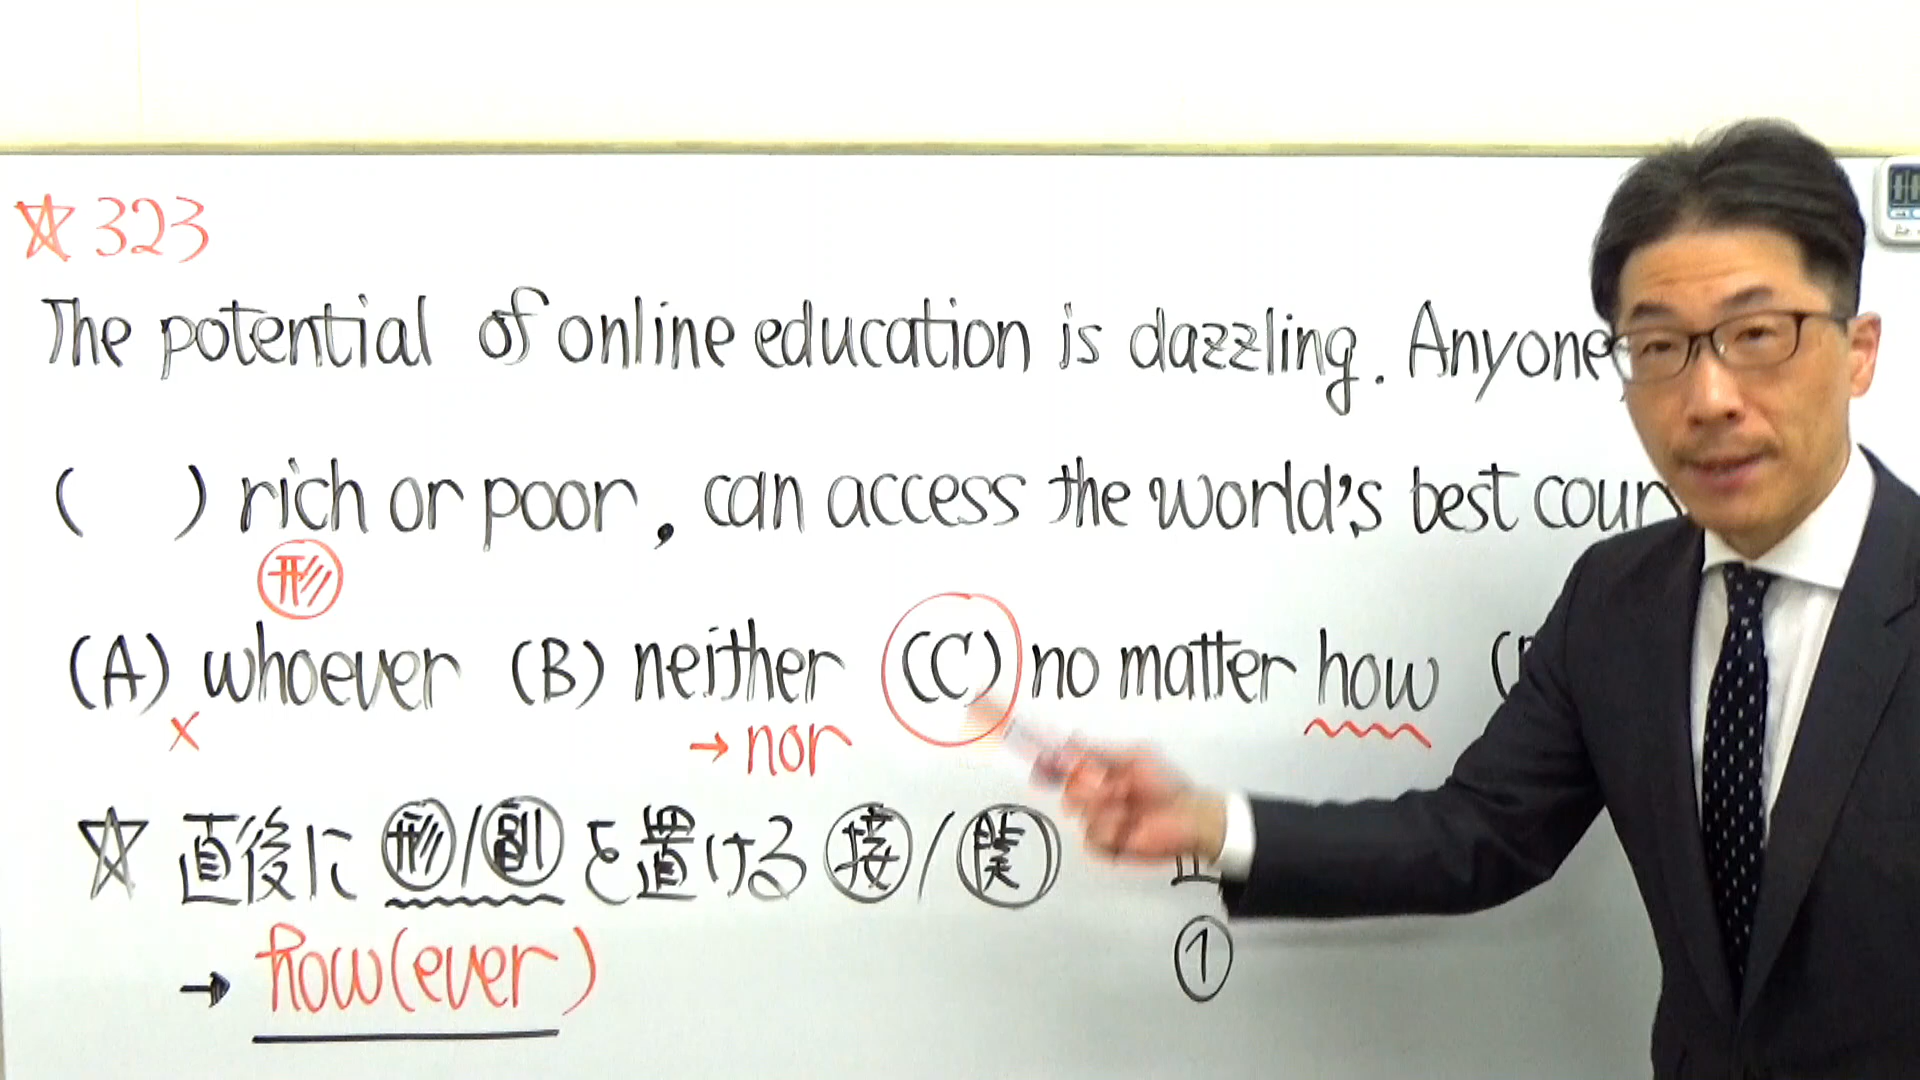 ☆323
The potential of online education is dazzling. Anyone,
( ) rich or poor, can access the world's best cour
形
(A) whoever (B) neither (C) no matter how (
× → nor
☆ 直後に 形/副 を置ける 接/関
→ how(ever)
①